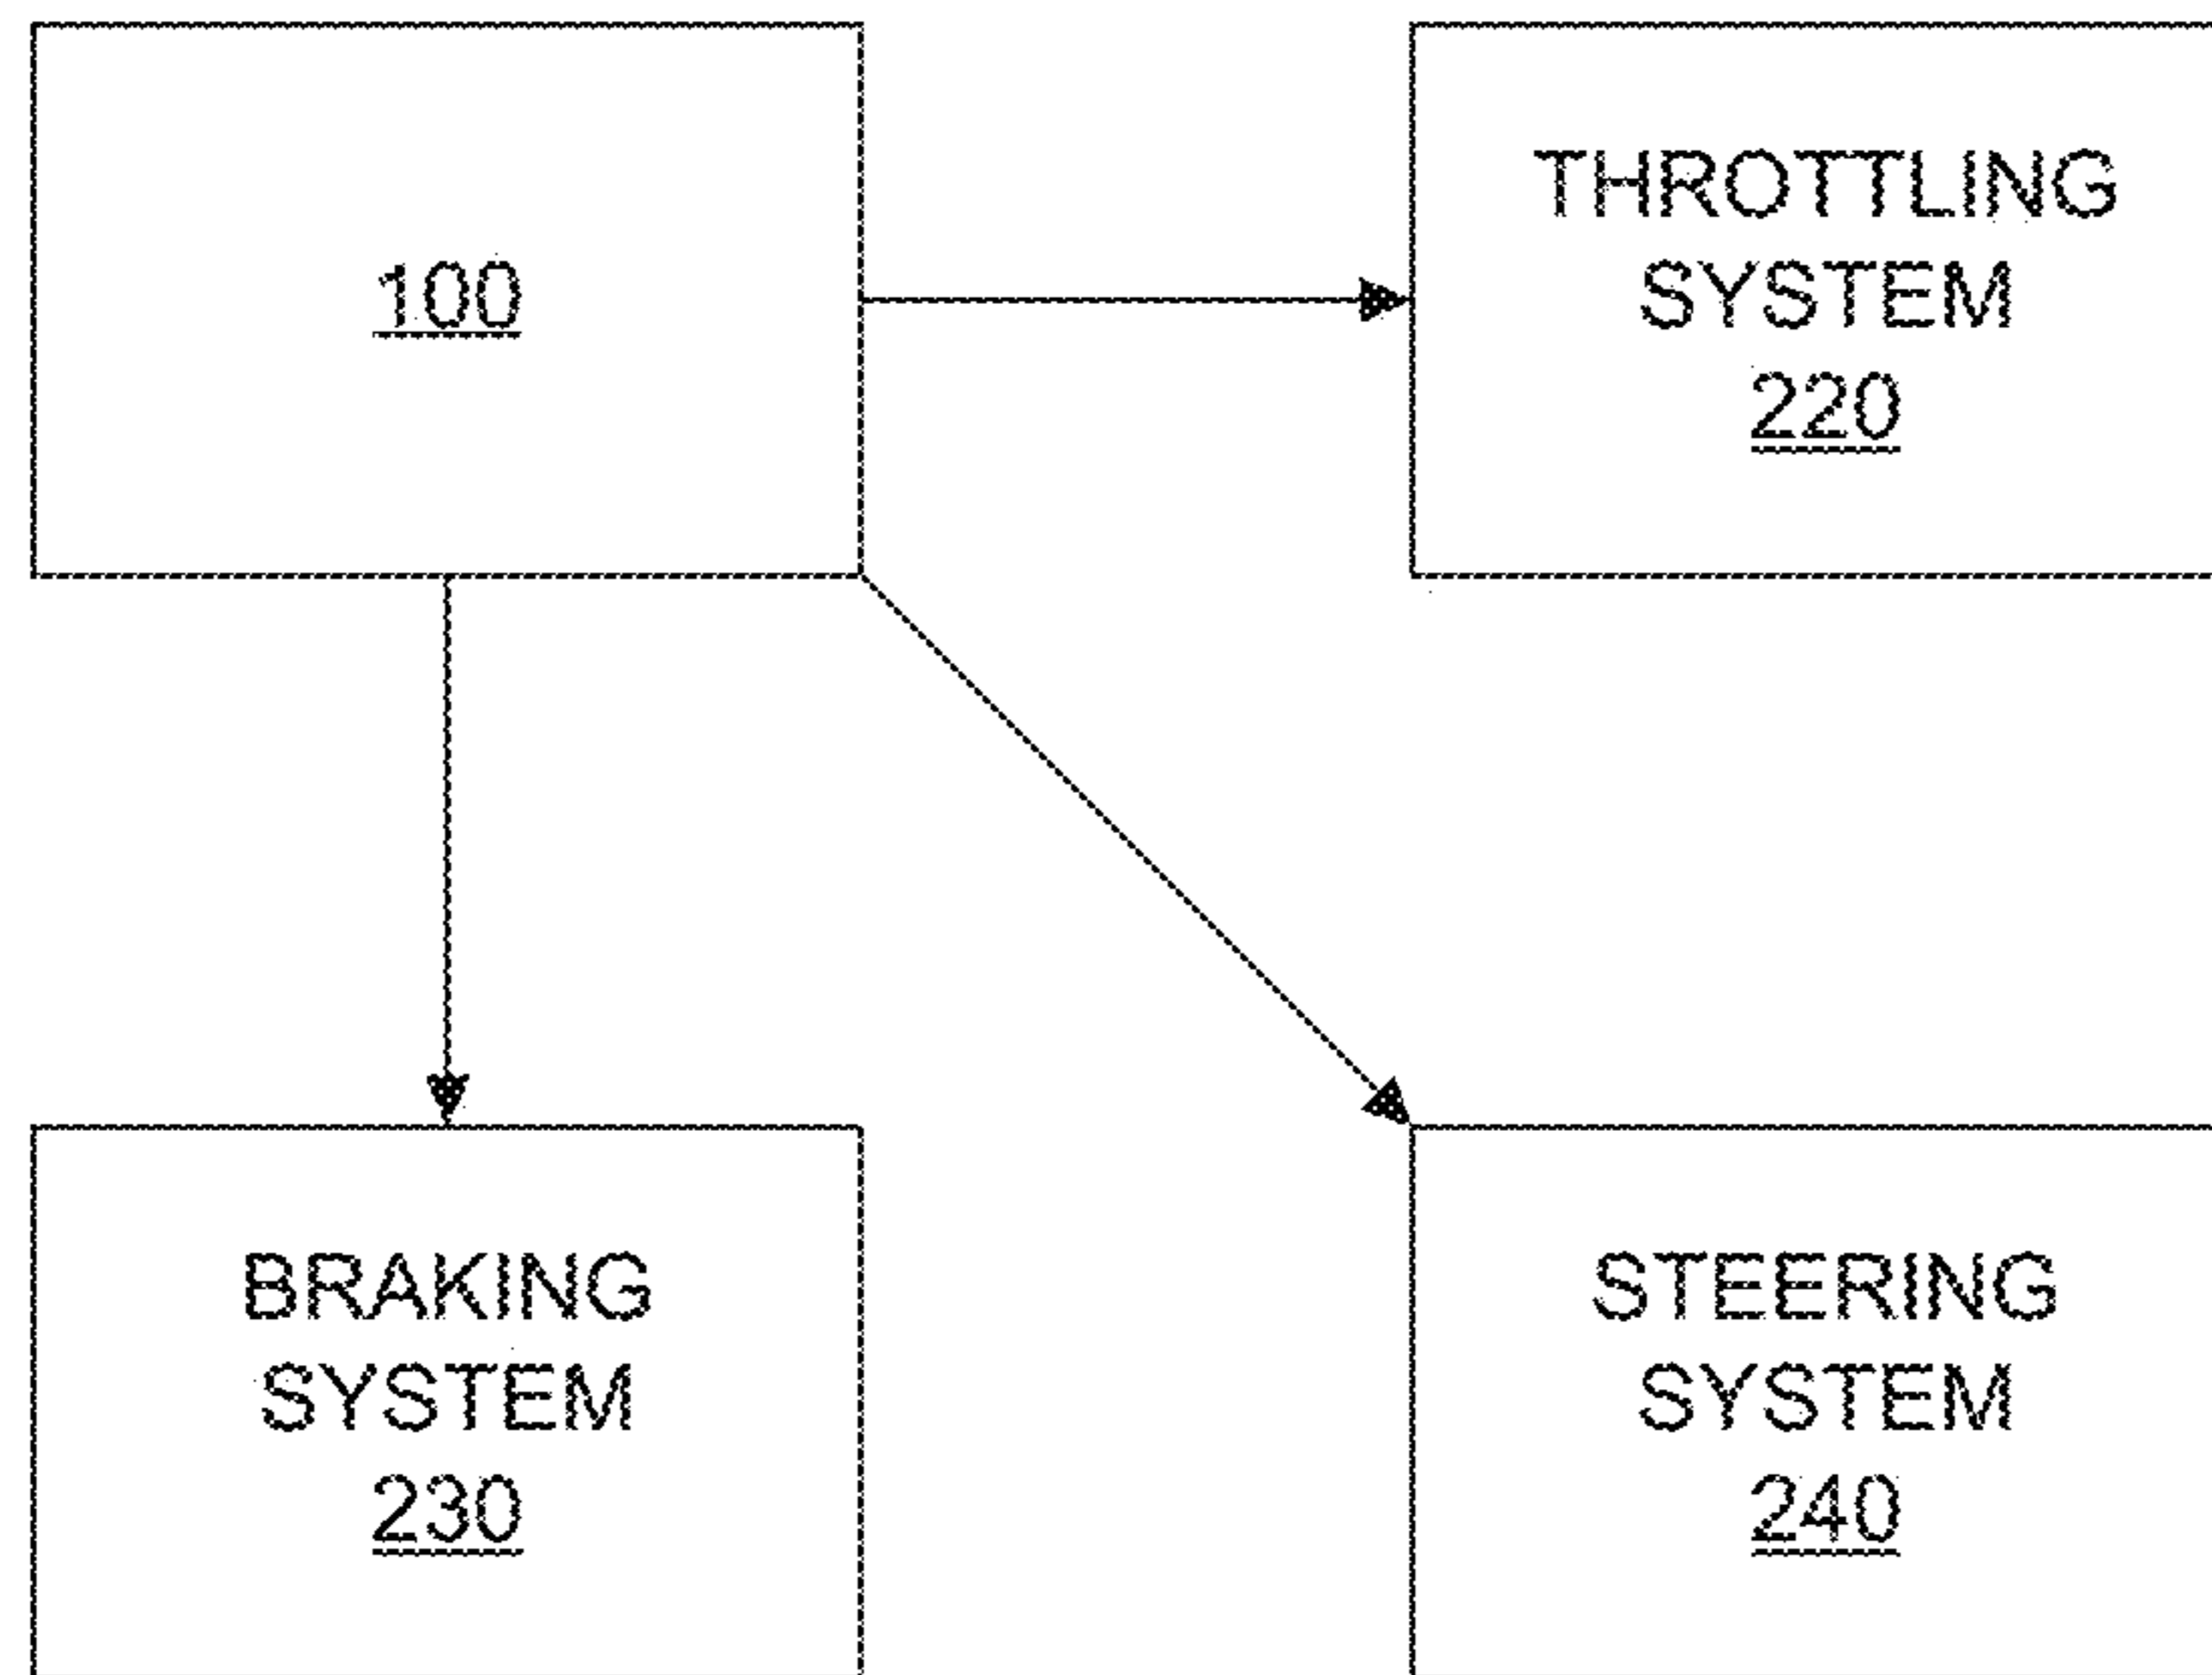 100
THROTTLING
SYSTEM
220
BRAKING
SYSTEM
230
STEERING
SYSTEM
240